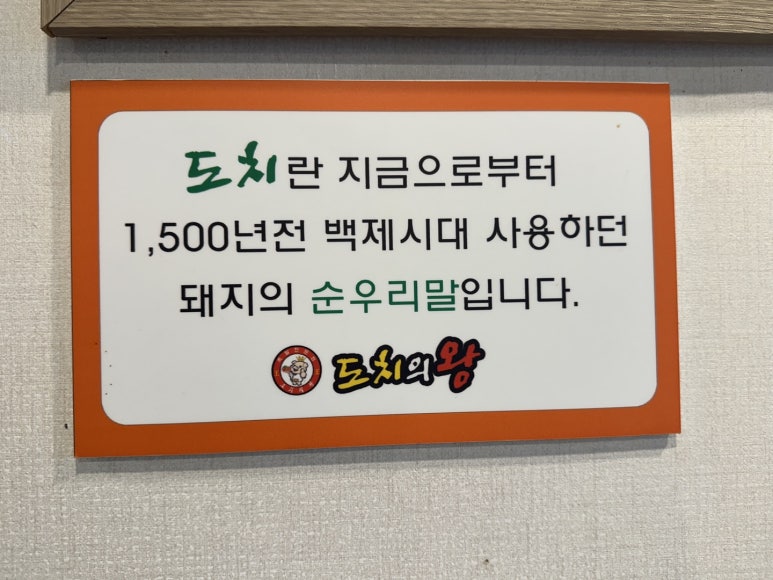 도치란 지금으로부터
1,500년전 백제시대 사용하던
돼지의 순우리말입니다.
도치의왕